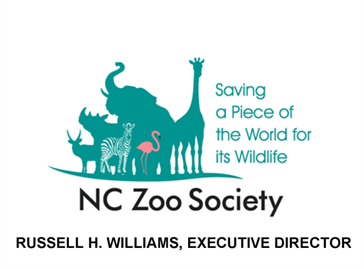 Saving
a Piece of
the World for
its Wildlife
NC Zoo Society
RUSSELL H. WILLIAMS, EXECUTIVE DIRECTOR